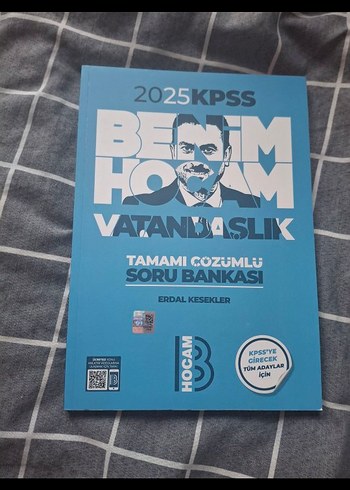 2025 KPSS
BENİM
HOCAM
VATANDAŞLIK
TAMAMI ÇÖZÜMLÜ
SORU BANKASI
ERDAL KESEKLER
HOCAM
B
KPSS'YE
GİRECEK
TÜM ADAYLAR
İÇİN